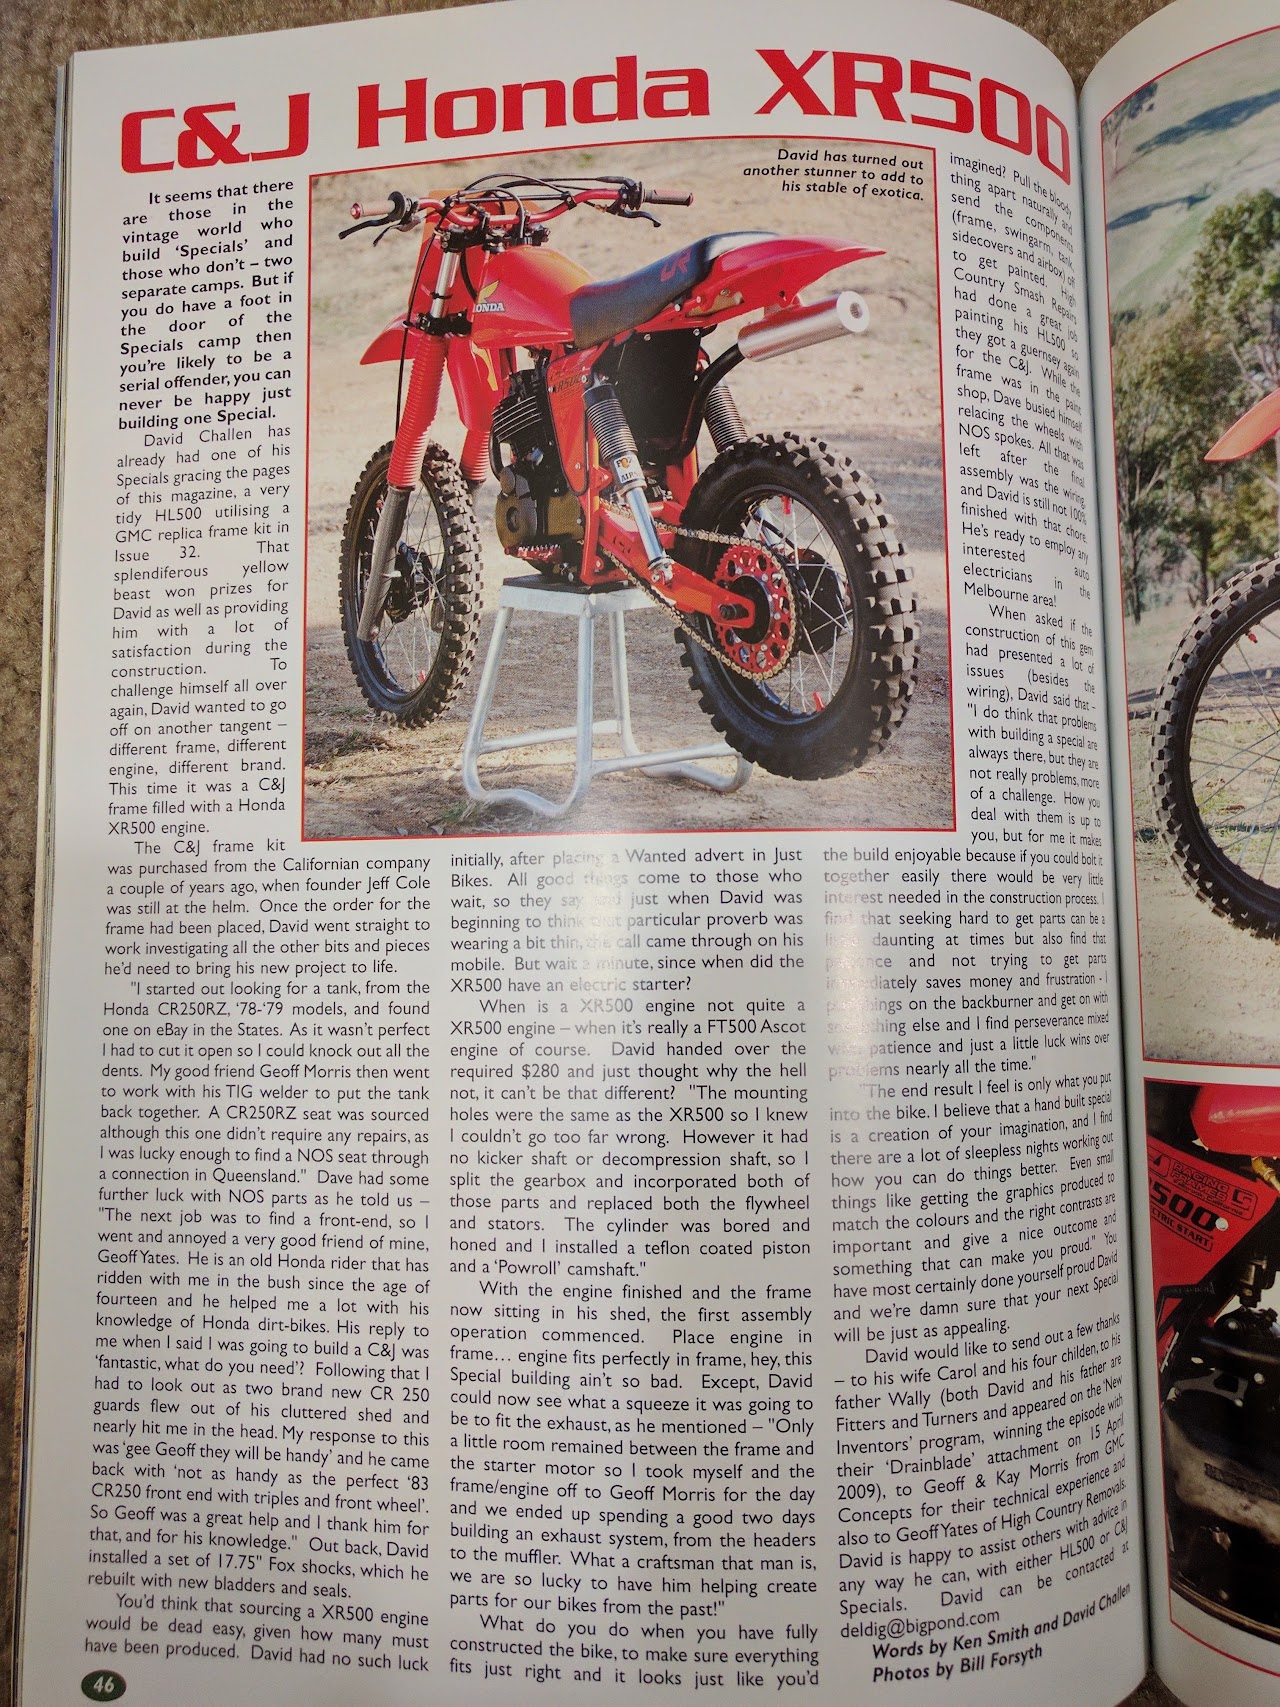 C&J Honda XR500
David has turned out
another stunner to add to
his stable of exotica.
It seems that there
are those in the
vintage world who
build ‘Specials’ and
those who don’t – two
separate camps. But if
you do have a foot in
the door of the
Specials camp then
you’re likely to be a
serial offender, you can
never be happy just
building one Special.
David Challen has
already had one of his
Specials gracing the pages
of this magazine, a very
tidy HL500 utilising a
GMC replica frame kit in
Issue 32. That
splendiferous yellow
beast won prizes for
David as well as providing
him with a lot of
satisfaction during the
construction. To
challenge himself all over
again, David wanted to go
off on another tangent –
different frame, different
engine, different brand.
This time it was a C&J
frame filled with a Honda
XR500 engine.
The C&J frame kit
was purchased from the Californian company
a couple of years ago, when founder Jeff Cole
was still at the helm. Once the order for the
frame had been placed, David went straight to
work investigating all the other bits and pieces
he’d need to bring his new project to life.
"I started out looking for a tank, from the
Honda CR250RZ, ‘78-‘79 models, and found
one on eBay in the States. As it wasn’t perfect
I had to cut it open so I could knock out all the
dents. My good friend Geoff Morris then went
to work with his TIG welder to put the tank
back together. A CR250RZ seat was sourced
although this one didn’t require any repairs, as
I was lucky enough to find a NOS seat through
a connection in Queensland." Dave had some
further luck with NOS parts as he told us –
"The next job was to find a front-end, so I
went and annoyed a very good friend of mine,
Geoff Yates. He is an old Honda rider that has
ridden with me in the bush since the age of
fourteen and he helped me a lot with his
knowledge of Honda dirt-bikes. His reply to
me when I said I was going to build a C&J was
‘fantastic, what do you need’? Following that I
had to look out as two brand new CR 250
guards flew out of his cluttered shed and
nearly hit me in the head. My response to this
was ‘gee Geoff they will be handy’ and he came
back with ‘not as handy as the perfect ‘83
CR250 front end with triples and front wheel’.
So Geoff was a great help and I thank him for
that, and for his knowledge." Out back, David
installed a set of 17.75" Fox shocks, which he
rebuilt with new bladders and seals.
You’d think that sourcing a XR500 engine
would be dead easy, given how many must
have been produced. David had no such luck
initially, after placing a Wanted advert in Just
Bikes. All good things come to those who
wait, so they say and just when David was
beginning to think that particular proverb was
wearing a bit thin, the call came through on his
mobile. But wait a minute, since when did the
XR500 have an electric starter?
When is a XR500 engine not quite a
XR500 engine – when it’s really a FT500 Ascot
engine of course. David handed over the
required $280 and just thought why the hell
not, it can’t be that different? "The mounting
holes were the same as the XR500 so I knew
I couldn’t go too far wrong. However it had
no kicker shaft or decompression shaft, so I
split the gearbox and incorporated both of
those parts and replaced both the flywheel
and stators. The cylinder was bored and
honed and I installed a teflon coated piston
and a ‘Powroll’ camshaft."
With the engine finished and the frame
now sitting in his shed, the first assembly
operation commenced. Place engine in
frame… engine fits perfectly in frame, hey, this
Special building ain’t so bad. Except, David
could now see what a squeeze it was going to
be to fit the exhaust, as he mentioned – "Only
a little room remained between the frame and
the starter motor so I took myself and the
frame/engine off to Geoff Morris for the day
and we ended up spending a good two days
building an exhaust system, from the headers
to the muffler. What a craftsman that man is,
we are so lucky to have him helping create
parts for our bikes from the past!"
What do you do when you have fully
constructed the bike, to make sure everything
fits just right and it looks just like you’d
imagined? Pull the bloody
thing apart naturally and
send the components
(frame, swingarm, tank,
sidecovers and airbox) off
to get painted. High
Country Smash Repairs
had done a great job
painting his HL500 so
they got a guernsey again
for the C&J. While the
frame was in the paint
shop, Dave busied himself
relacing the wheels with
NOS spokes. All that was
left after the final
assembly was the wiring
and David is still not 100%
finished with that chore.
He’s ready to employ any
interested auto
electricians in the
Melbourne area!
When asked if the
construction of this gem
had presented a lot of
issues (besides the
wiring), David said that –
"I do think that problems
with building a special are
always there, but they are
not really problems, more
of a challenge. How you
deal with them is up to
you, but for me it makes
the build enjoyable because if you could bolt it
together easily there would be very little
interest needed in the construction process. I
find that seeking hard to get parts can be a
little daunting at times but also find that
patience and not trying to get parts
immediately saves money and frustration - I
put things on the backburner and get on with
something else and I find perseverance mixed
with patience and just a little luck wins over
problems nearly all the time."
"The end result I feel is only what you put
into the bike. I believe that a hand built special
is a creation of your imagination, and I find
there are a lot of sleepless nights working out
how you can do things better. Even small
things like getting the graphics produced to
match the colours and the right contrasts are
important and give a nice outcome and
something that can make you proud." You
have most certainly done yourself proud David
and we’re damn sure that your next Special
will be just as appealing.
David would like to send out a few thanks
– to his wife Carol and his four childen, to his
father Wally (both David and his father are
Fitters and Turners and appeared on the ‘New
Inventors’ program, winning the episode with
their ‘Drainblade’ attachment on 15 April
2009), to Geoff & Kay Morris from GMC
Concepts for their technical experience and
also to Geoff Yates of High Country Removals.
David is happy to assist others with advice in
any way he can, with either HL500 or C&J
Specials. David can be contacted at
deldig@bigpond.com
Words by Ken Smith and David Challen
Photos by Bill Forsyth
46
HONDA
CR
XR500
FOX
AIR
RACING
FRAMES
500
ECTRIC START